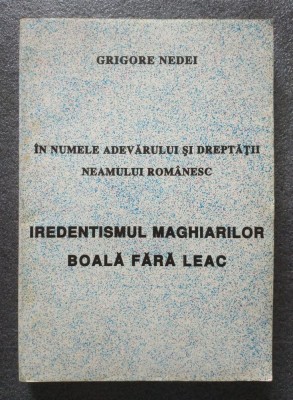 GRIGORE NEDEI
ÎN NUMELE ADEVĂRULUI ŞI DREPTĂŢII
NEAMULUI ROMÂNESC
IREDENTISMUL MAGHIARILOR
BOALĂ FĂRĂ LEAC